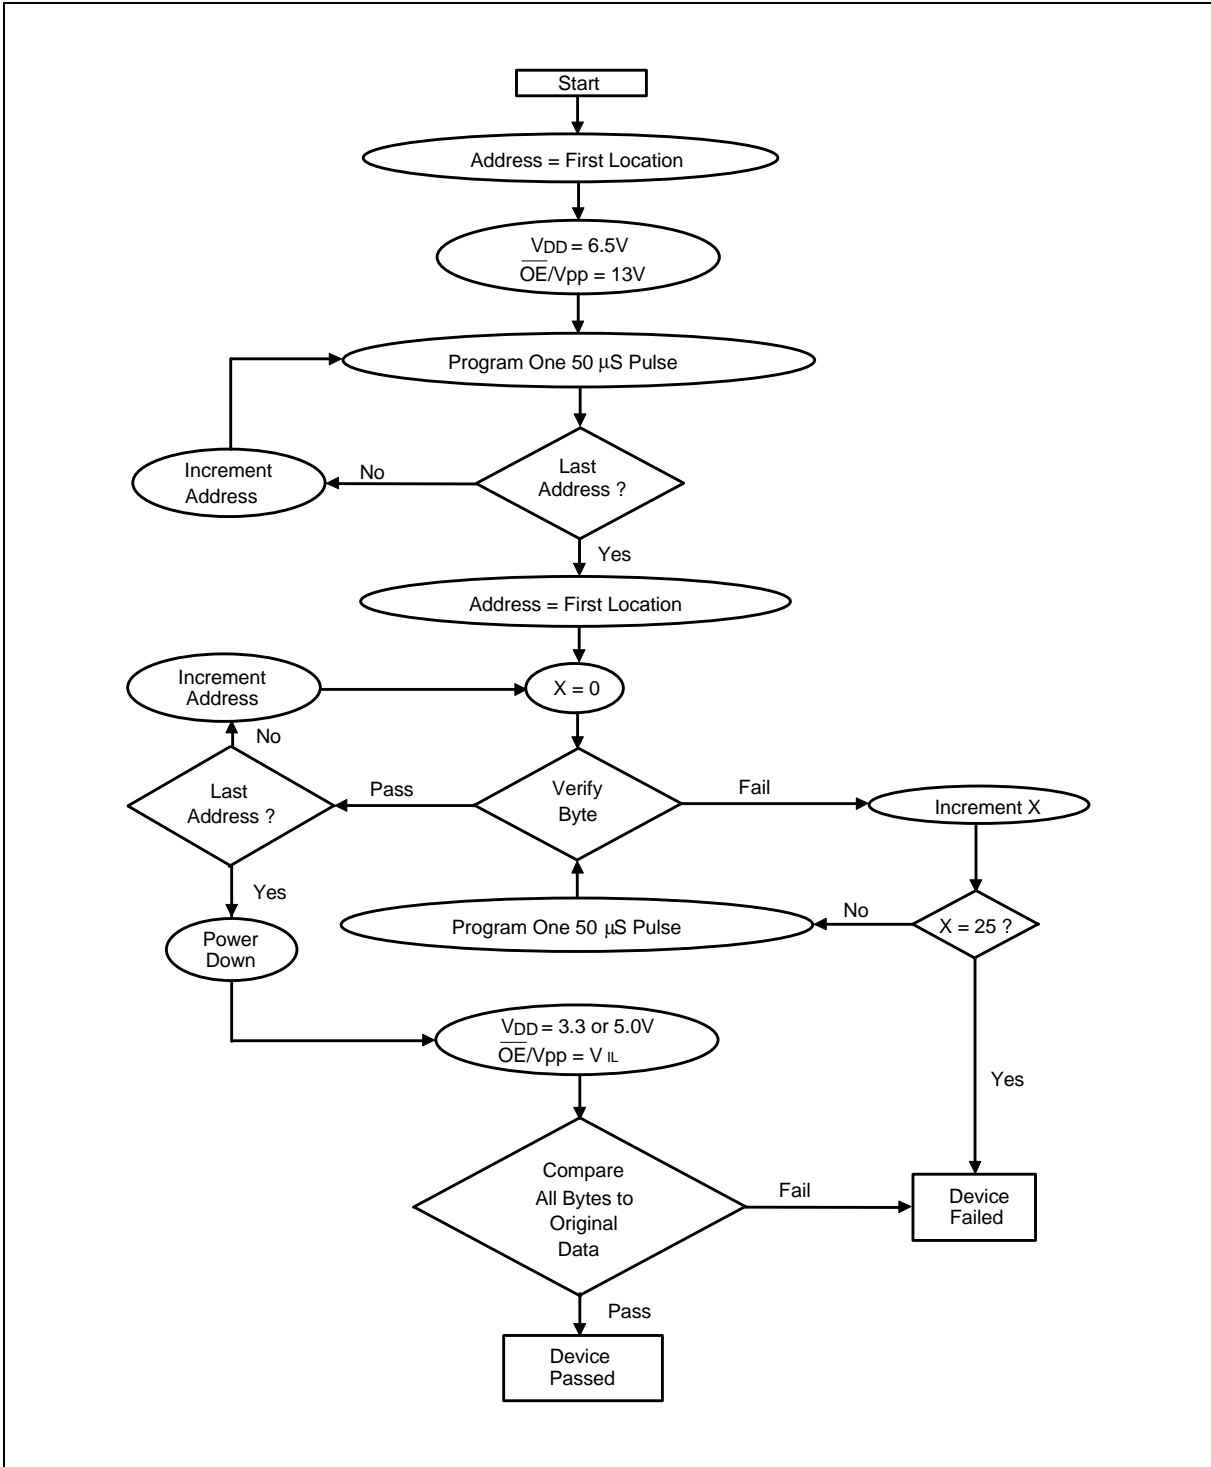 Start
Address = First Location
VDD = 6.5V
OE/Vpp = 13V
Program One 50 µS Pulse
Increment
Address
No
Last
Address ?
Yes
Address = First Location
Increment
Address
X = 0
No
Last
Address ?
Pass
Verify
Byte
Fail
Increment X
Yes
Program One 50 µS Pulse
No
X = 25 ?
Power
Down
VDD = 3.3 or 5.0V
OE/Vpp = V IL
Yes
Compare
All Bytes to
Original
Data
Fail
Device
Failed
Pass
Device
Passed